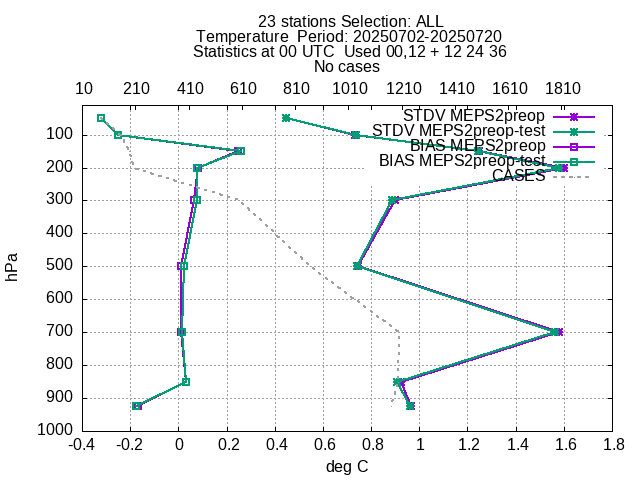 23 stations Selection: ALL
Temperature  Period: 20250702-20250720
Statistics at 00 UTC  Used 00,12 + 12 24 36
No cases
10 210 410 610 810 1010 1210 1410 1610 1810
STDV MEPS2preop
STDV MEPS2preop-test
BIAS MEPS2preop
BIAS MEPS2preop-test
CASES
hPa
100
200
300
400
500
600
700
800
900
1000
-0.4 -0.2 0 0.2 0.4 0.6 0.8 1 1.2 1.4 1.6 1.8
deg C